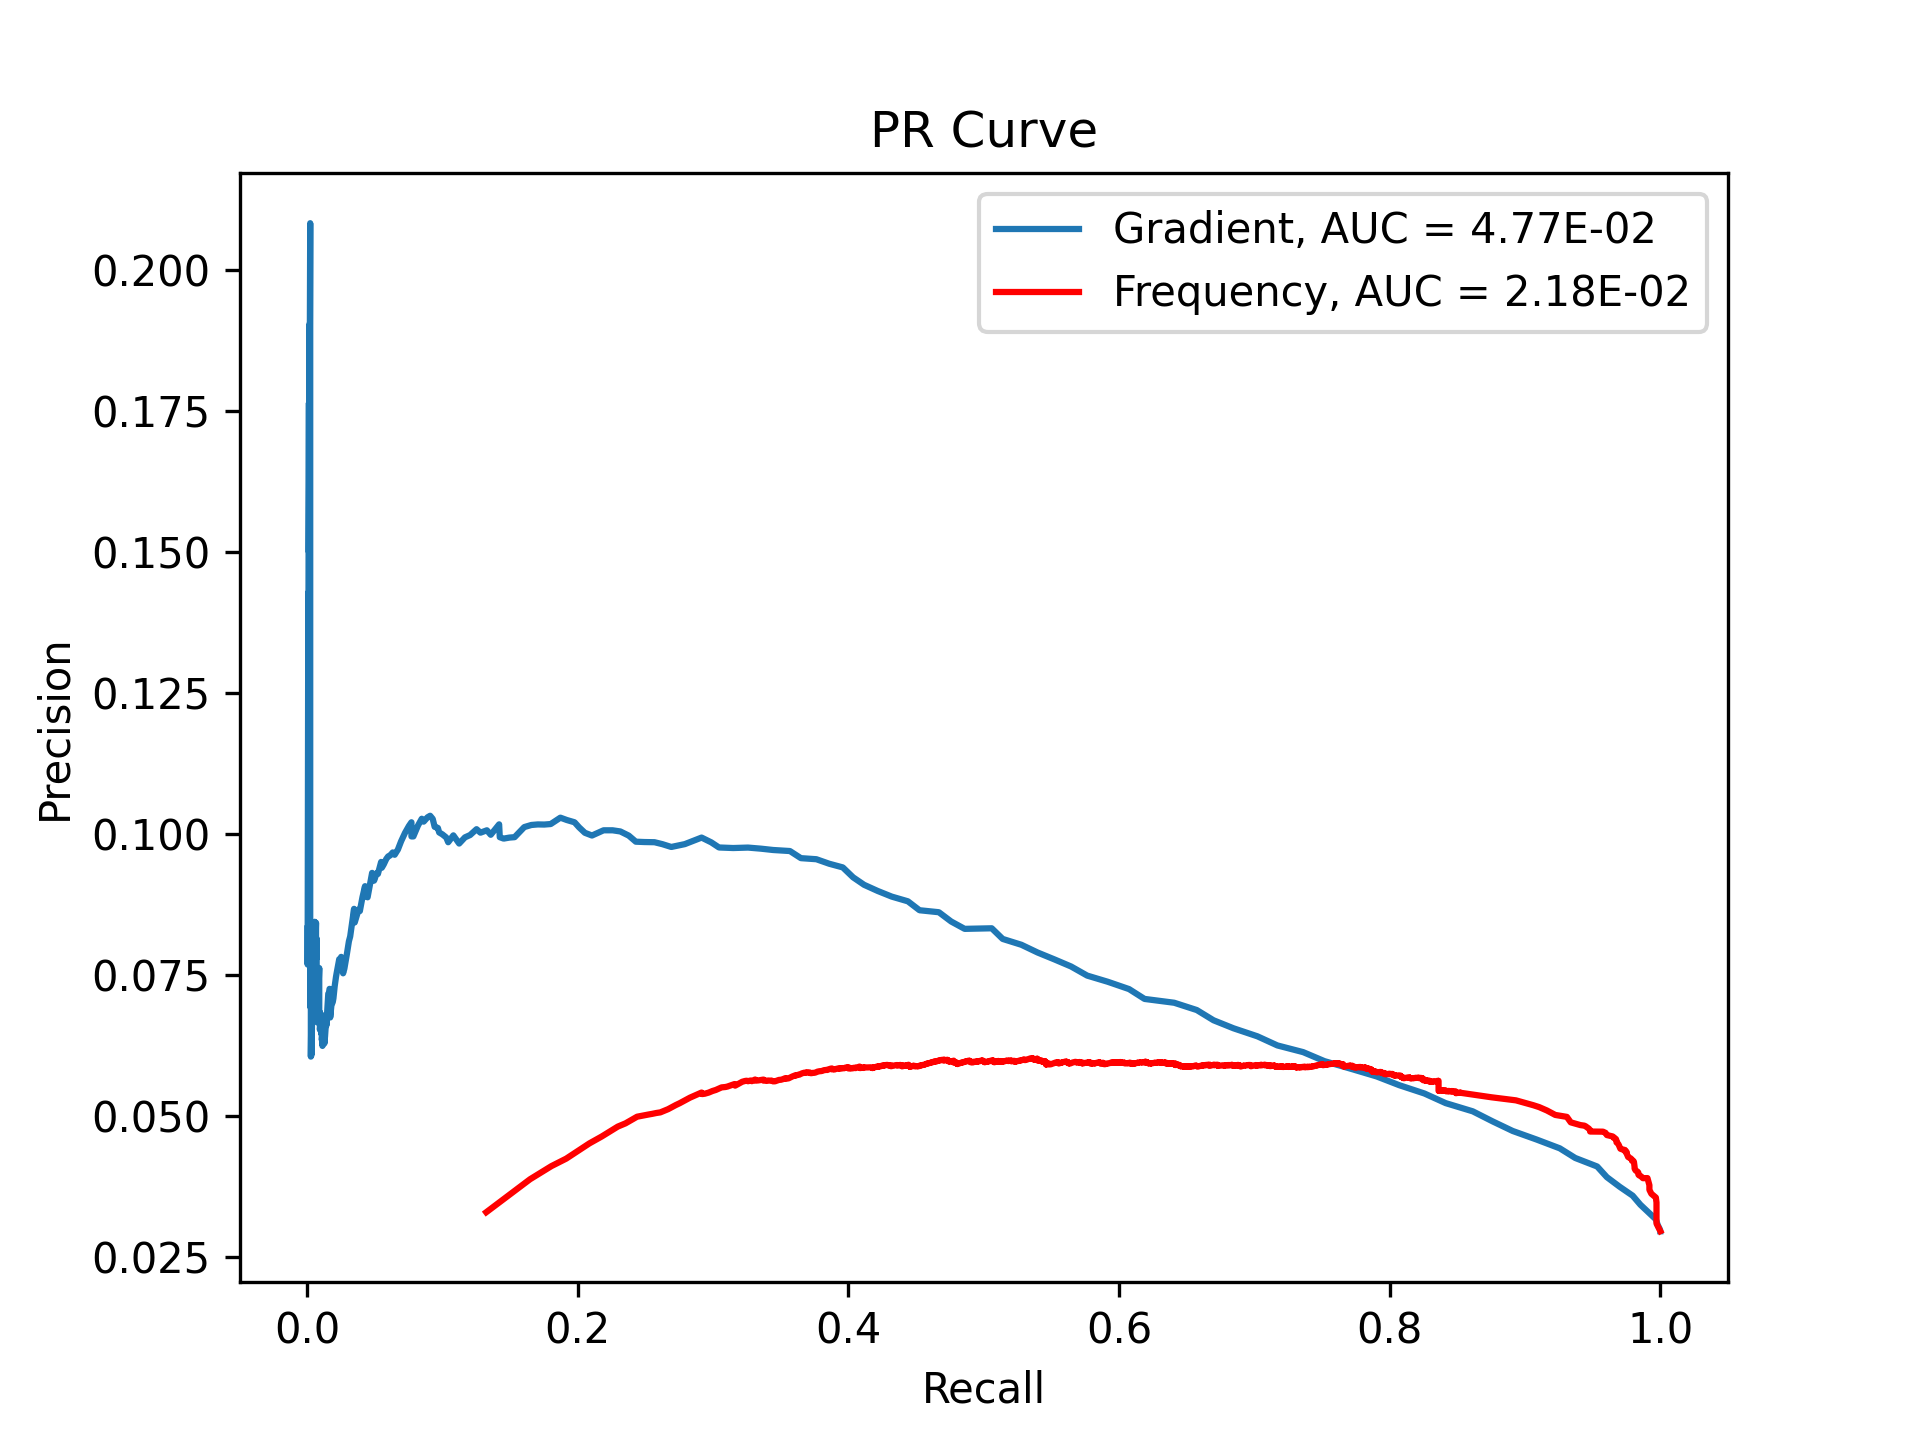 PR Curve
Gradient, AUC = 4.77E-02
Frequency, AUC = 2.18E-02
0.200
0.175
0.150
0.125
0.100
0.075
0.050
0.025
Precision
0.0 0.2 0.4 0.6 0.8 1.0
Recall